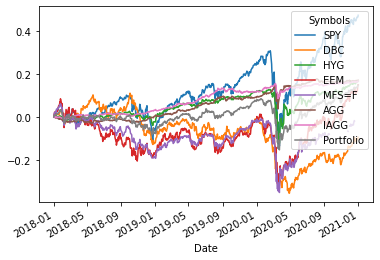 Symbols
SPY
DBC
HYG
EEM
MFS=F
AGG
IAGG
Portfolio
0.4
0.2
0.0
−0.2
2018-01
2018-05
2018-09
2019-01
2019-05
2019-09
2020-01
2020-05
2020-09
2021-01
Date